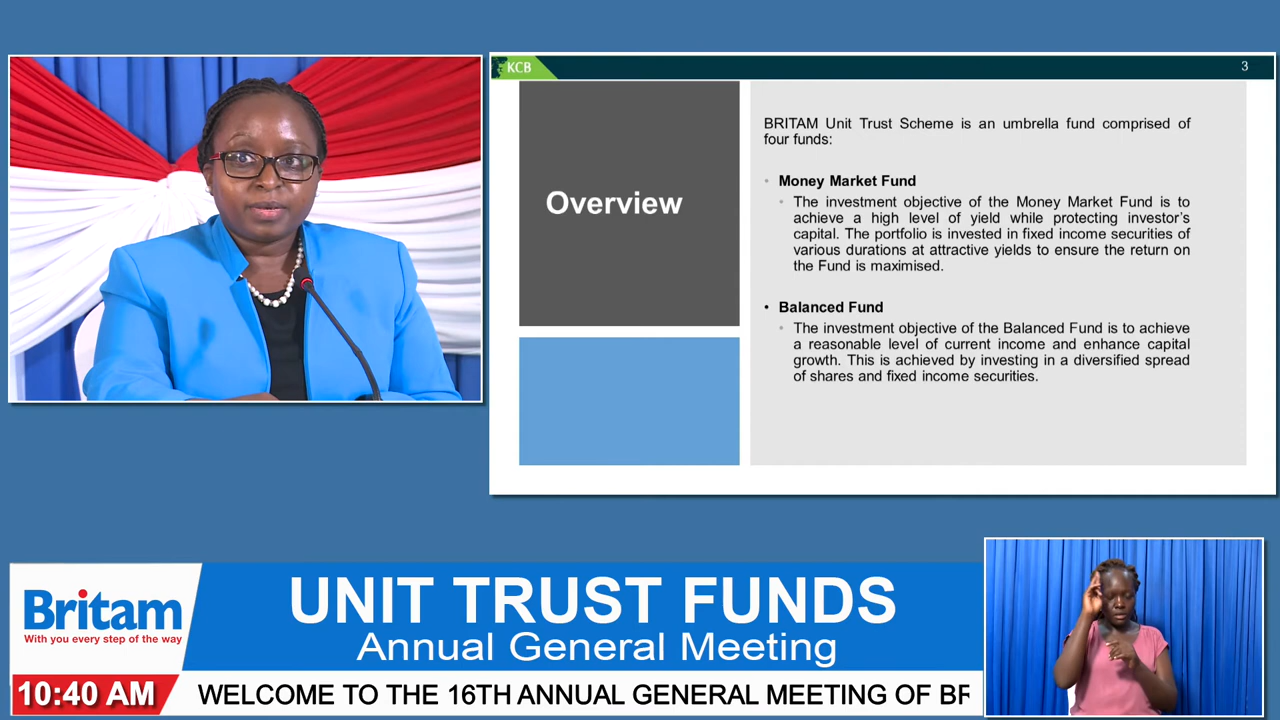 KCB
3
Overview
BRITAM Unit Trust Scheme is an umbrella fund comprised of
four funds:
• Money Market Fund
• The investment objective of the Money Market Fund is to
achieve a high level of yield while protecting investor's
capital. The portfolio is invested in fixed income securities of
various durations at attractive yields to ensure the return on
the Fund is maximised.
• Balanced Fund
• The investment objective of the Balanced Fund is to achieve
a reasonable level of current income and enhance capital
growth. This is achieved by investing in a diversified spread
of shares and fixed income securities.
Britam
With you every step of the way
UNIT TRUST FUNDS
Annual General Meeting
10:40 AM
WELCOME TO THE 16TH ANNUAL GENERAL MEETING OF BR